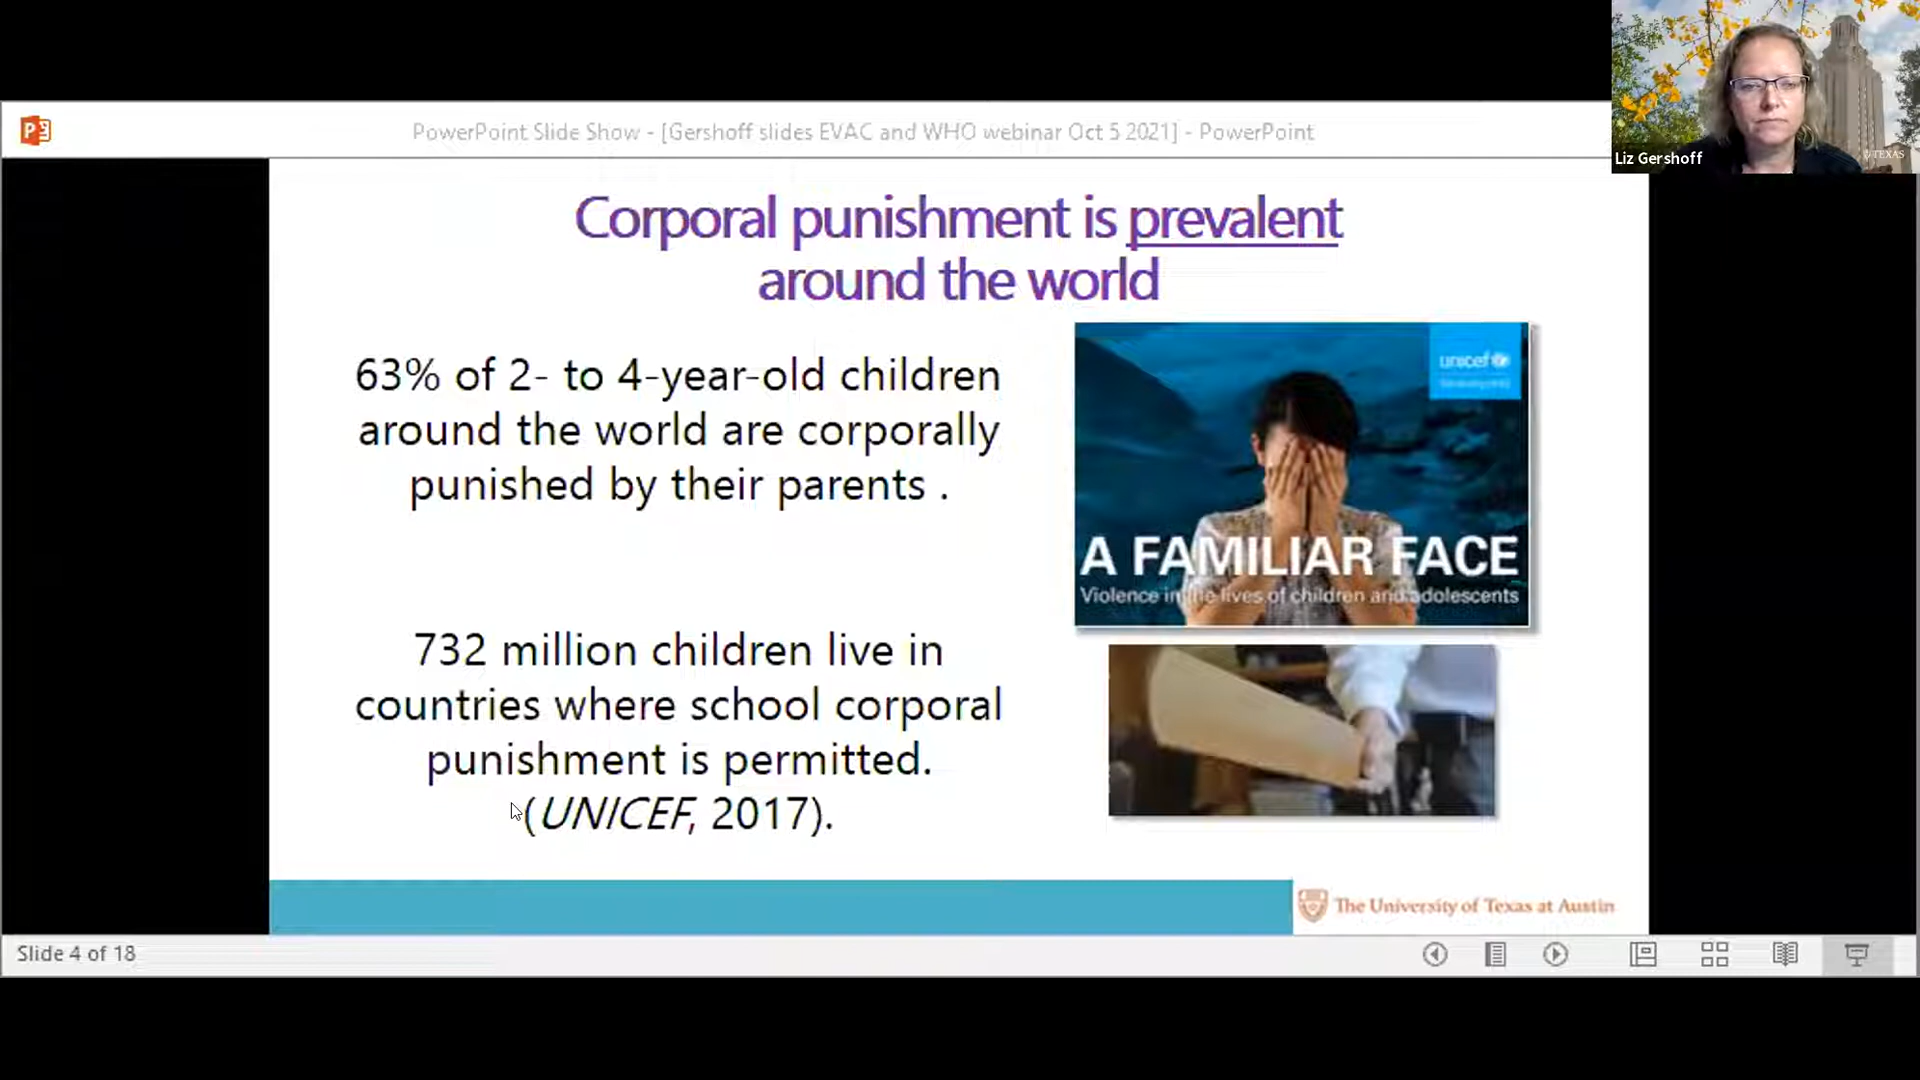 PowerPoint Slide Show - [Gershoff slides EVAC and WHO webinar Oct 5 2021] - PowerPoint
Liz Gershoff
TEXAS
Corporal punishment is prevalent
around the world
63% of 2- to 4-year-old children
around the world are corporally
punished by their parents .
unicef
A FAMILIAR FACE
Violence in the lives of children and adolescents
732 million children live in
countries where school corporal
punishment is permitted.
(UNICEF, 2017).
The University of Texas at Austin
Slide 4 of 18